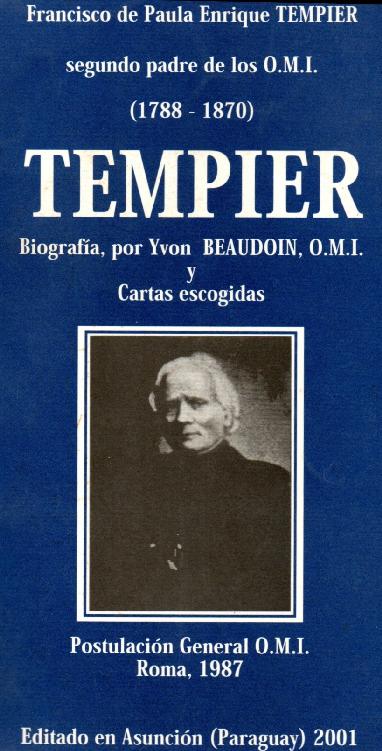 Francisco de Paula Enrique TEMPIER
segundo padre de los O.M.I.
(1788 - 1870)
TEMPIER
Biografía, por Yvon BEAUDOIN, O.M.I.
y
Cartas escogidas
Postulación General O.M.I.
Roma, 1987
Editado en Asunción (Paraguay) 2001